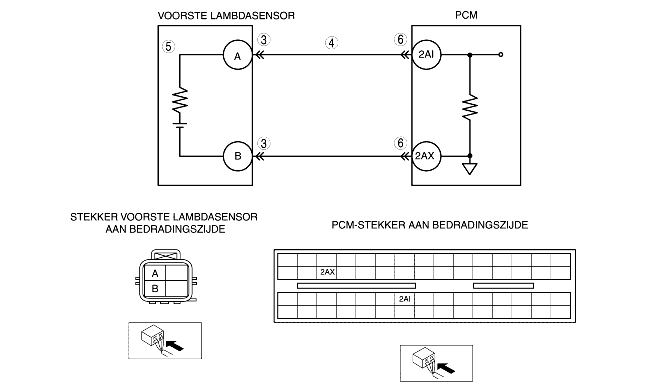 VOORSTE LAMBDASENSOR
PCM
5
A
3
4
6
2AI
B
3
6
2AX
STEKKER VOORSTE LAMBDASENSOR
AAN BEDRADINGSZIJDE
PCM-STEKKER AAN BEDRADINGSZIJDE
A
B
2AX
2AI